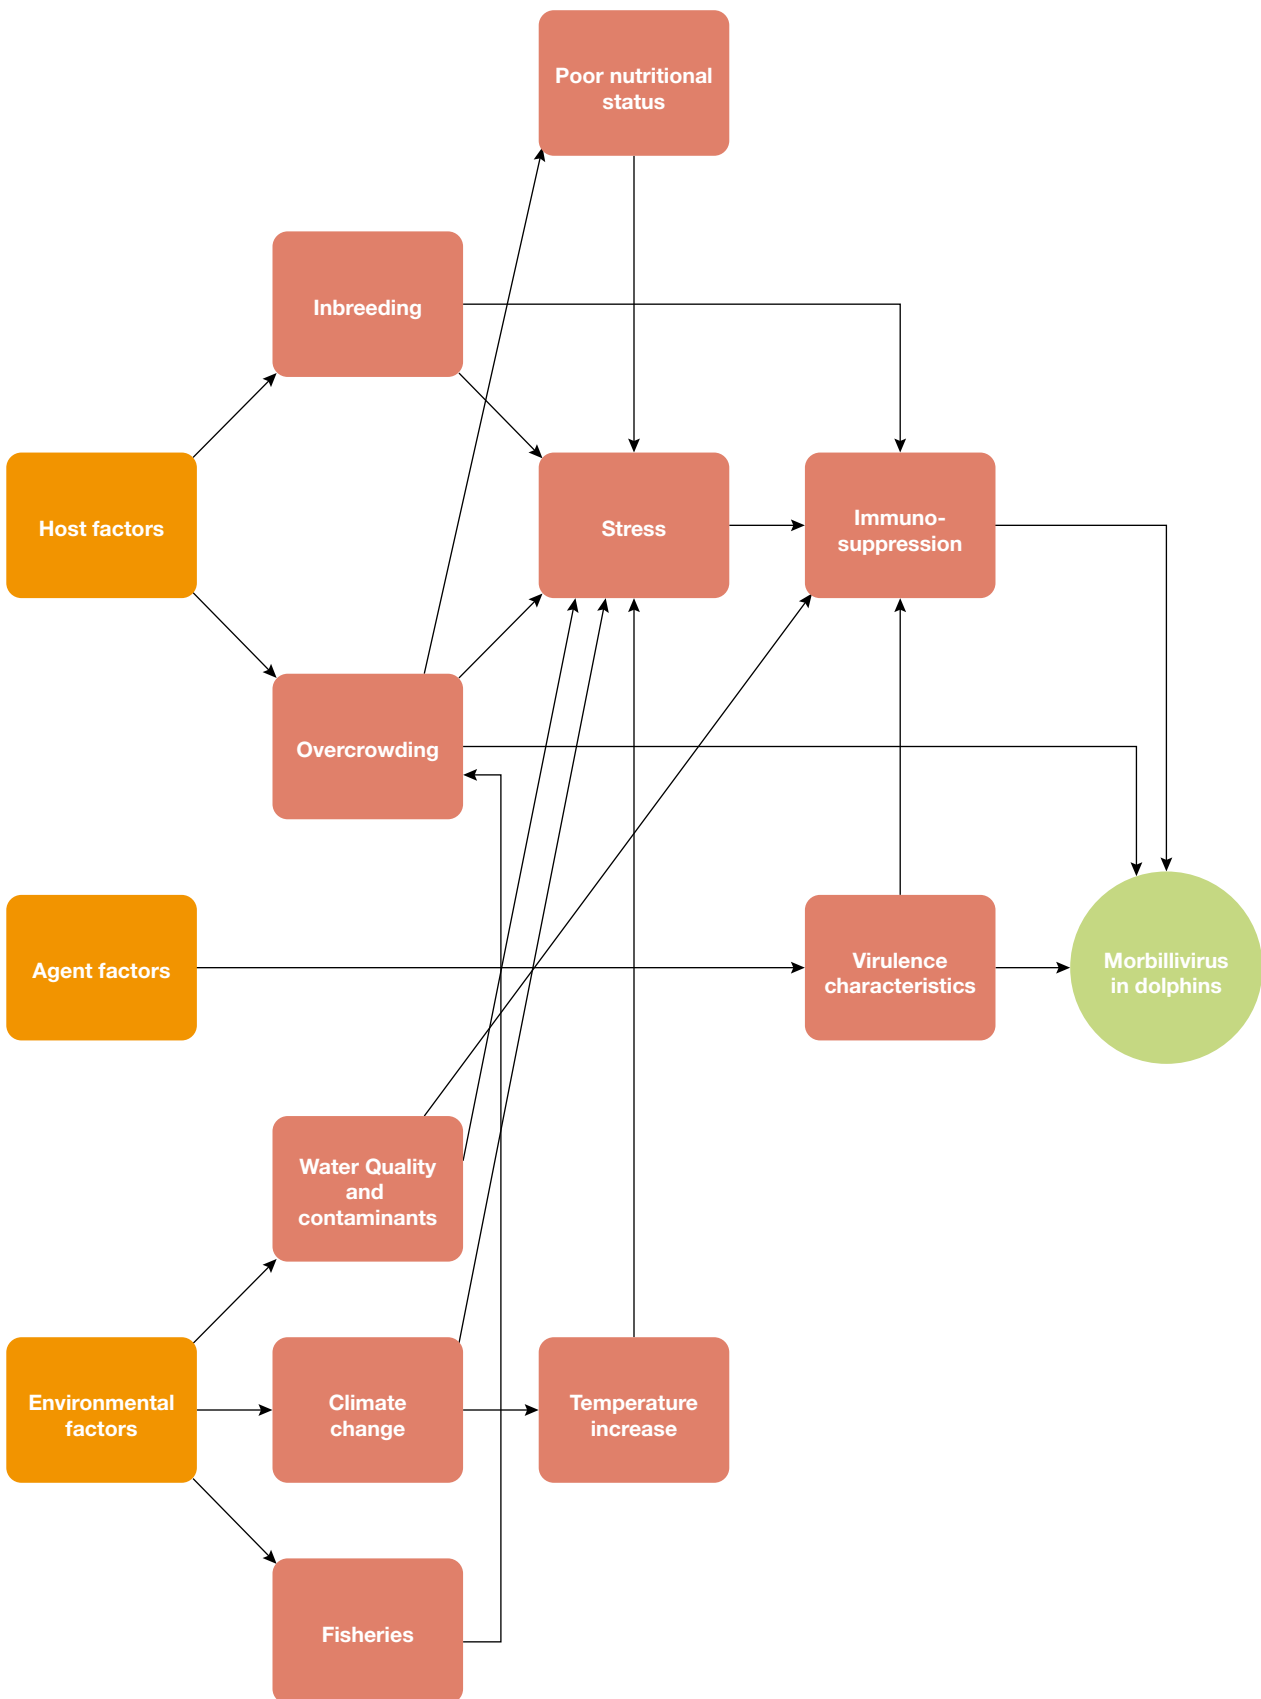 Poor nutritional
status
Inbreeding
Host factors
Stress
Immuno-
suppression
Overcrowding
Agent factors
Virulence
characteristics
Morbillivirus
in dolphins
Water Quality
and
contaminants
Environmental
factors
Climate
change
Temperature
increase
Fisheries